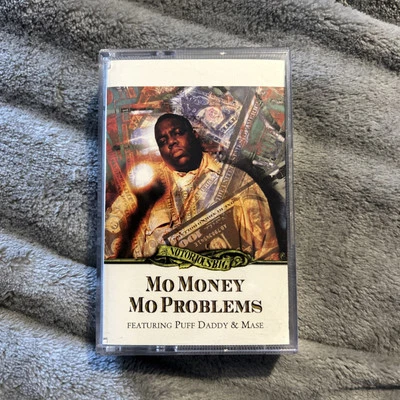 NOTORIOUS B.I.G.
MO MONEY
MO PROBLEMS
FEATURING PUFF DADDY & MASE